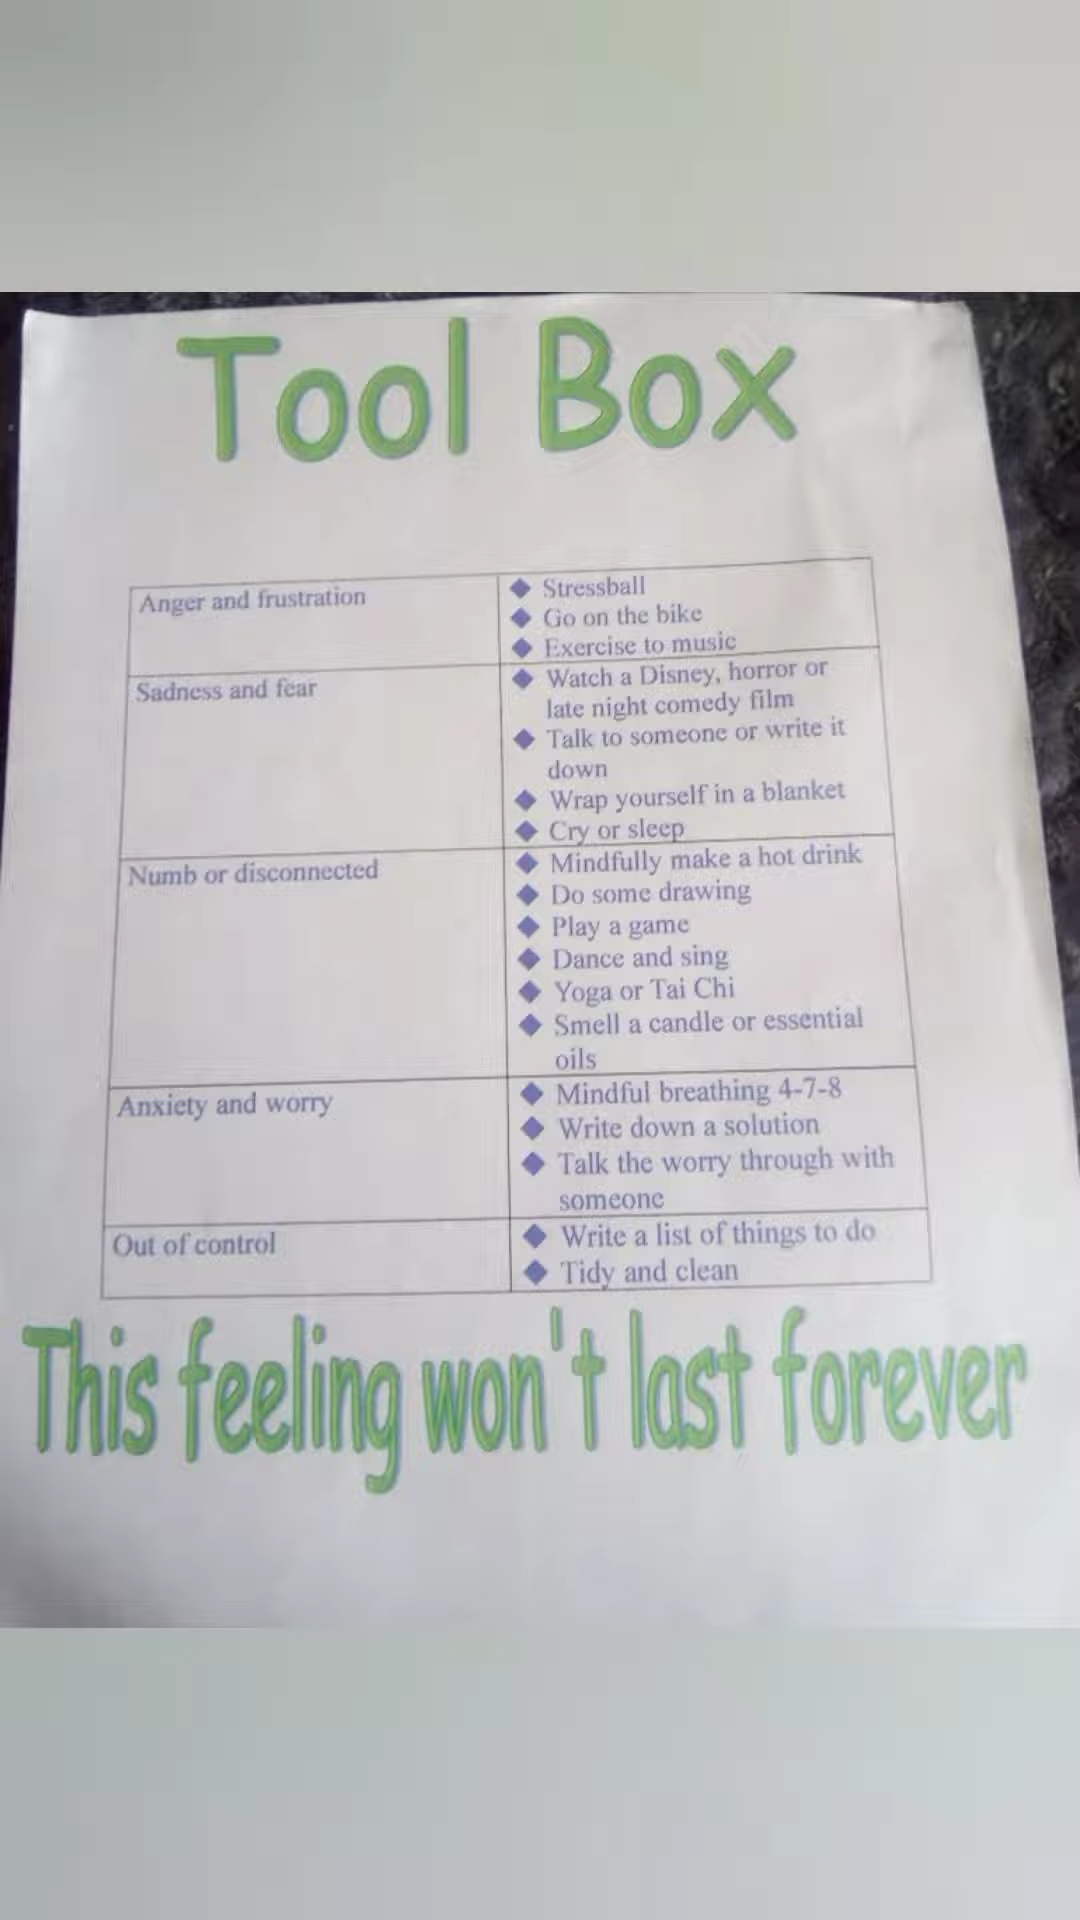 Tool Box
Anger and frustration
Stressball
Go on the bike
Exercise to music
Sadness and fear
Watch a Disney, horror or
late night comedy film
Talk to someone or write it
down
Wrap yourself in a blanket
Cry or sleep
Numb or disconnected
Mindfully make a hot drink
Do some drawing
Play a game
Dance and sing
Yoga or Tai Chi
Smell a candle or essential
oils
Anxiety and worry
Mindful breathing 4-7-8
Write down a solution
Talk the worry through with
someone
Out of control
Write a list of things to do
Tidy and clean
This feeling won't last forever